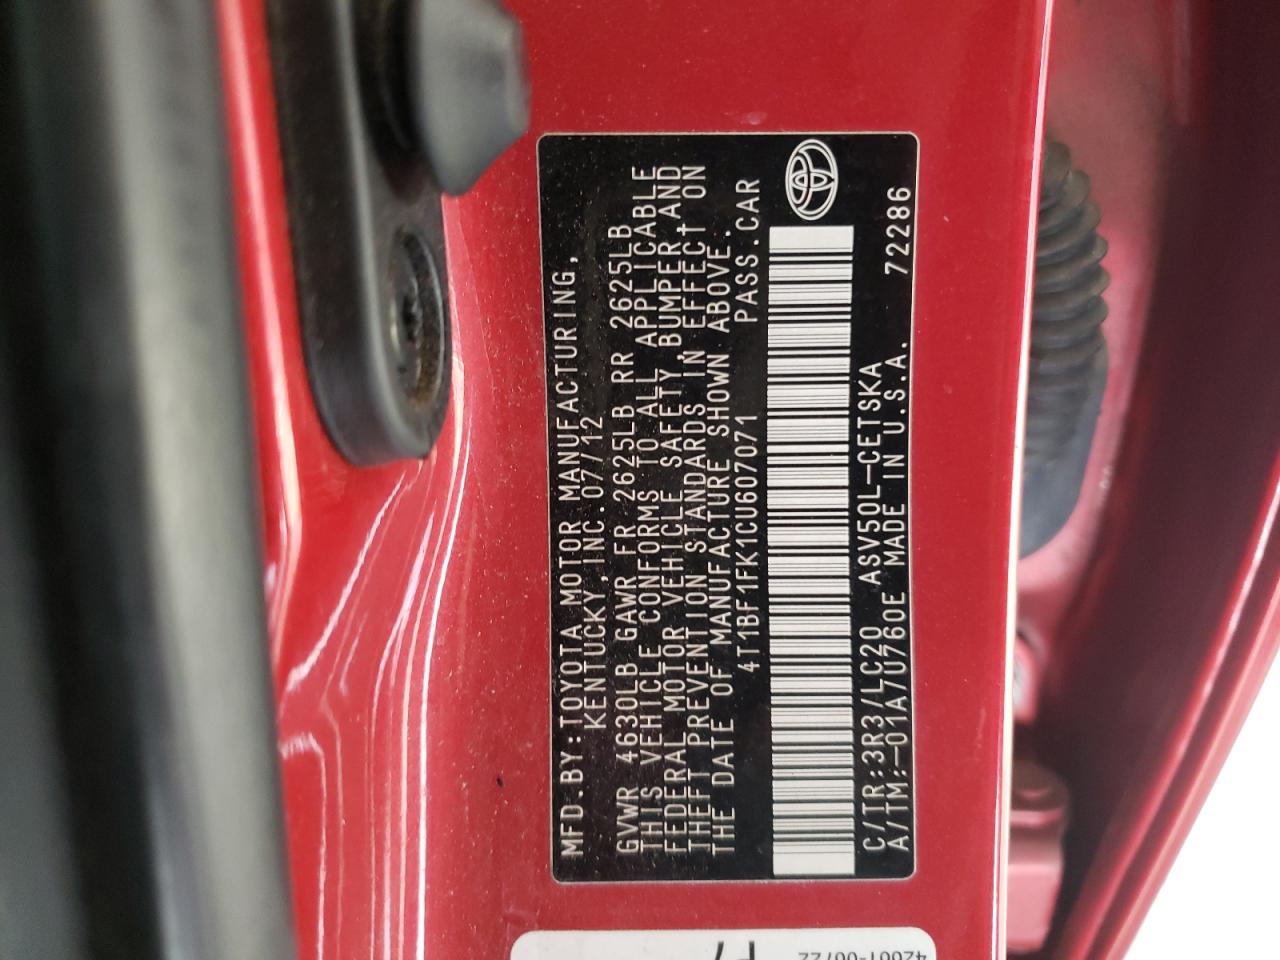 MFD.BY:TOYOTA MOTOR MANUFACTURING,
KENTUCKY,INC.07/12
GVWR 4630LB GAWR FR 2625LB RR 2625LB
THIS VEHICLE CONFORMS TO ALL APPLICABLE
FEDERAL MOTOR VEHICLE SAFETY,BUMPER,AND
THEFT PREVENTION STANDARDS IN EFFECT ON
THE DATE OF MANUFACTURE SHOWN ABOVE.
4T1BF1FK1CU607071 PASS.CAR
C/TR:3R3/LC20 ASV50L-CETSKA
A/TM:-01A/U760E MADE IN U.S.A. 72286